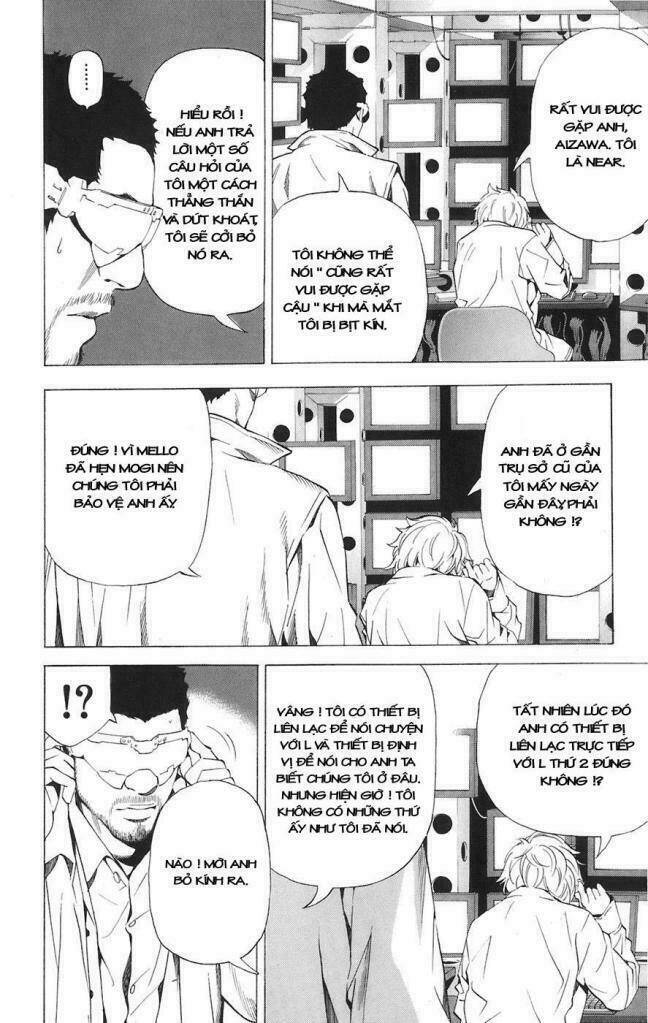 RẤT VUI ĐƯỢC
GẶP ANH,
AIZAWA. TÔI
LÀ NEAR.
TÔI KHÔNG THỂ
NÓI " CŨNG RẤT
VUI ĐƯỢC GẶP
CẬU " KHI MÀ MẮT
TÔI BỊ BỊT KÍN.
......
HIỂU RỒI !
NẾU ANH TRẢ
LỜI MỘT SỐ
CÂU HỎI CỦA
TÔI MỘT CÁCH
THẲNG THẮN
VÀ DỨT KHOÁT,
TÔI SẼ CỞI BỎ
NÓ RA.
ANH ĐÃ Ở GẦN
TRỤ SỞ CŨ CỦA
TÔI MẤY NGÀY
GẦN ĐÂY, PHẢI
KHÔNG !?
ĐÚNG ! VÌ MELLO
ĐÃ HẸN MOGI NÊN
CHÚNG TÔI PHẢI
BẢO VỆ ANH ẤY.
TẤT NHIÊN LÚC ĐÓ
ANH CÓ THIẾT BỊ
LIÊN LẠC TRỰC TIẾP
VỚI L THỨ 2 ĐÚNG
KHÔNG !?
VÂNG ! TÔI CÓ THIẾT BỊ
LIÊN LẠC ĐỂ NÓI CHUYỆN
VỚI L VÀ THIẾT BỊ ĐỊNH
VỊ ĐỂ NÓI CHO ANH TA
BIẾT CHÚNG TÔI Ở ĐÂU.
NHƯNG HIỆN GIỜ ! TÔI
KHÔNG CÓ NHỮNG THỨ
ẤY NHƯ TÔI ĐÃ NÓI.
!?
NÀO ! MỜI ANH
BỎ KÍNH RA.